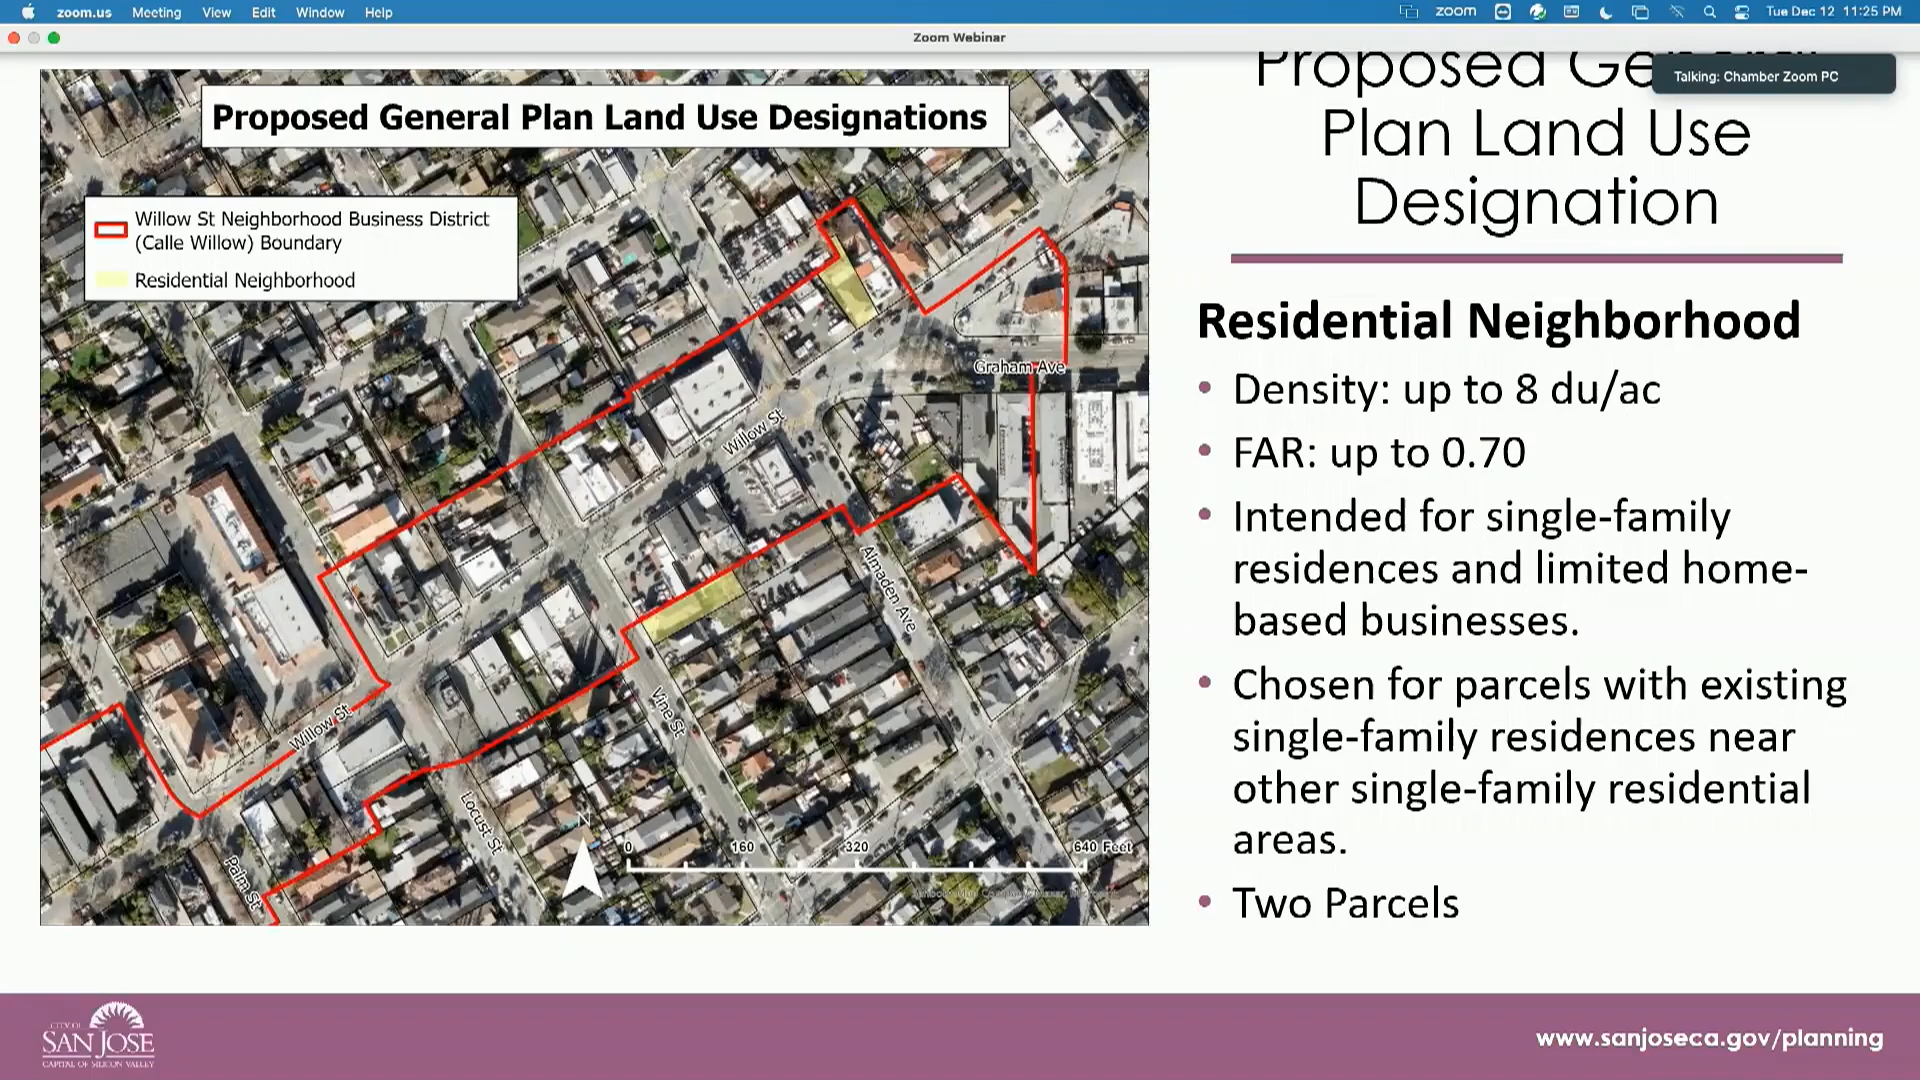 zoom.us Meeting View Edit Window Help
zoom Tue Dec 12 11:25 PM
Zoom Webinar
Talking: Chamber Zoom PC
Proposed General Plan Land Use Designations
Willow St Neighborhood Business District
(Calle Willow) Boundary
Residential Neighborhood
Graham Ave
Willow St
Almaden Ave
Vine St
Willow St
Locust St
Palm St
N
0 160 320 640 Feet
Proposed
Plan Land Use
Designation
Residential Neighborhood
• Density: up to 8 du/ac
• FAR: up to 0.70
• Intended for single-family
residences and limited home-
based businesses.
• Chosen for parcels with existing
single-family residences near
other single-family residential
areas.
• Two Parcels
CITY OF
SAN JOSE
CAPITAL OF SILICON VALLEY
www.sanjoseca.gov/planning